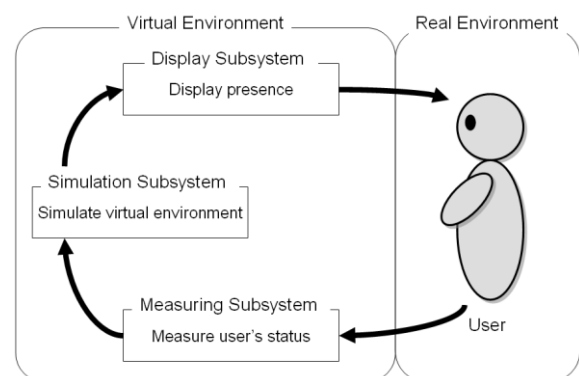 Virtual Environment
Real Environment
Display Subsystem
Display presence
Simulation Subsystem
Simulate virtual environment
Measuring Subsystem
Measure user's status
User